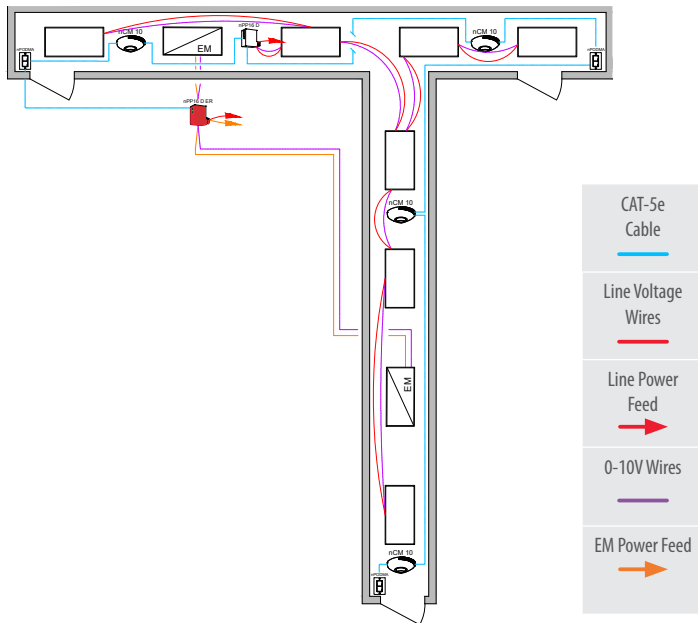 nPODMA
nCM 10
EM
nPP16 D
nCM 10
nPODMA
nPP16 D ER
nCM 10
EM
nCM 10
nPODMA
CAT-5e
Cable
Line Voltage
Wires
Line Power
Feed
0-10V Wires
EM Power Feed